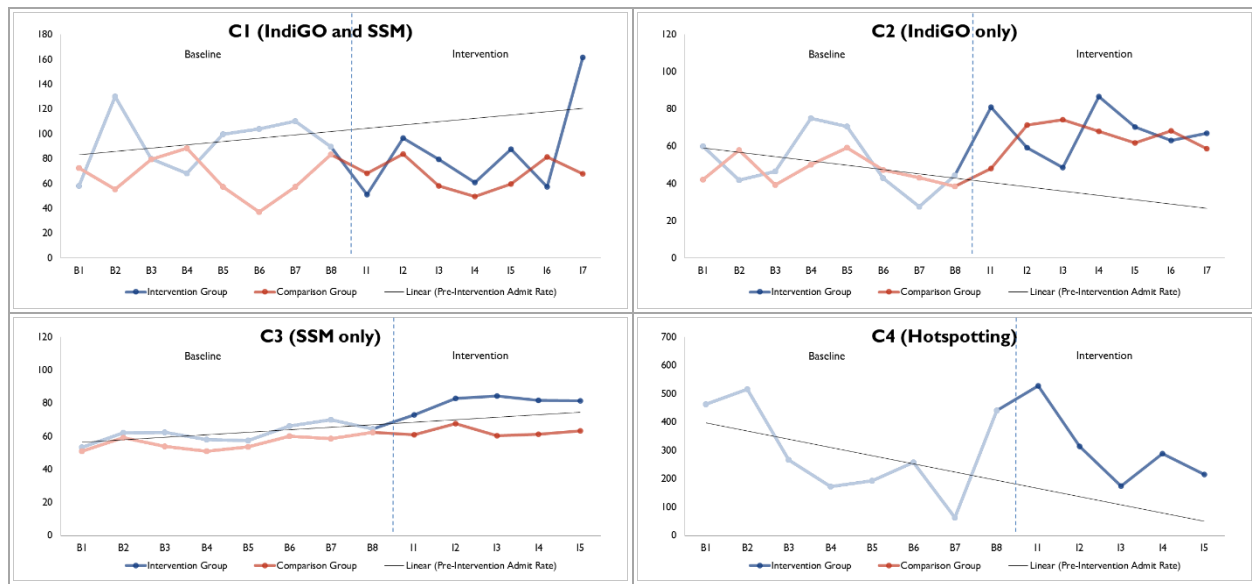 C1 (IndiGO and SSM)
Baseline
Intervention
180
160
140
120
100
80
60
40
20
0
B1 B2 B3 B4 B5 B6 B7 B8 I1 I2 I3 I4 I5 I6 I7
Intervention Group Comparison Group Linear (Pre-Intervention Admit Rate)
C2 (IndiGO only)
Baseline
Intervention
120
100
80
60
40
20
0
B1 B2 B3 B4 B5 B6 B7 B8 I1 I2 I3 I4 I5 I6 I7
Intervention Group Comparison Group Linear (Pre-Intervention Admit Rate)
C3 (SSM only)
Baseline
Intervention
120
100
80
60
40
20
0
B1 B2 B3 B4 B5 B6 B7 B8 I1 I2 I3 I4 I5
Intervention Group Comparison Group Linear (Pre-Intervention Admit Rate)
C4 (Hotspotting)
Baseline
Intervention
700
600
500
400
300
200
100
0
B1 B2 B3 B4 B5 B6 B7 B8 I1 I2 I3 I4 I5
Intervention Group Comparison Group Linear (Pre-Intervention Admit Rate)